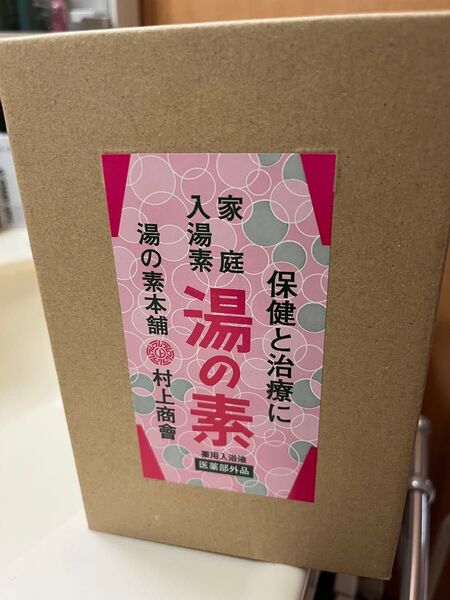 保健と治療に
家庭
入湯素
湯の素
薬用入浴液
医薬部外品
湯の素本舗
村上商會